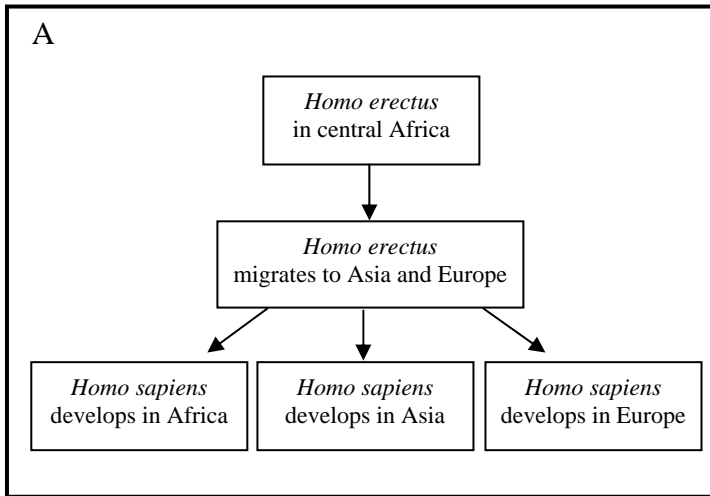 A
Homo erectus
in central Africa
Homo erectus
migrates to Asia and Europe
Homo sapiens
develops in Africa
Homo sapiens
develops in Asia
Homo sapiens
develops in Europe